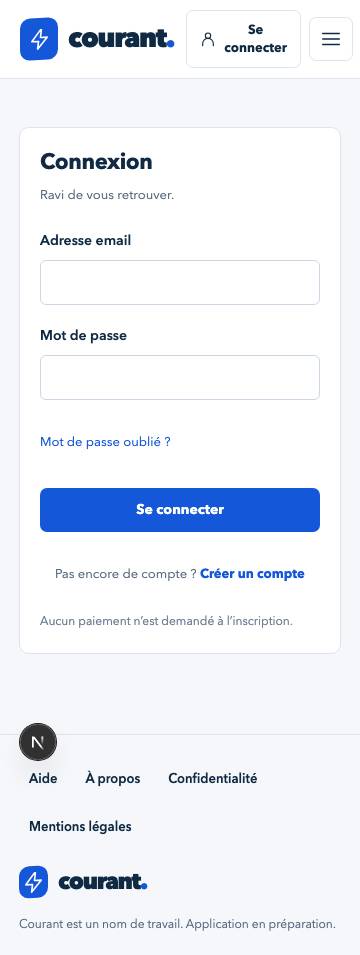 courant.
Se
connecter
Connexion
Ravi de vous retrouver.
Adresse email
Mot de passe
Mot de passe oublié ?
Se connecter
Pas encore de compte ? Créer un compte
Aucun paiement n’est demandé à l’inscription.
N
Aide À propos Confidentialité
Mentions légales
courant.
Courant est un nom de travail. Application en préparation.